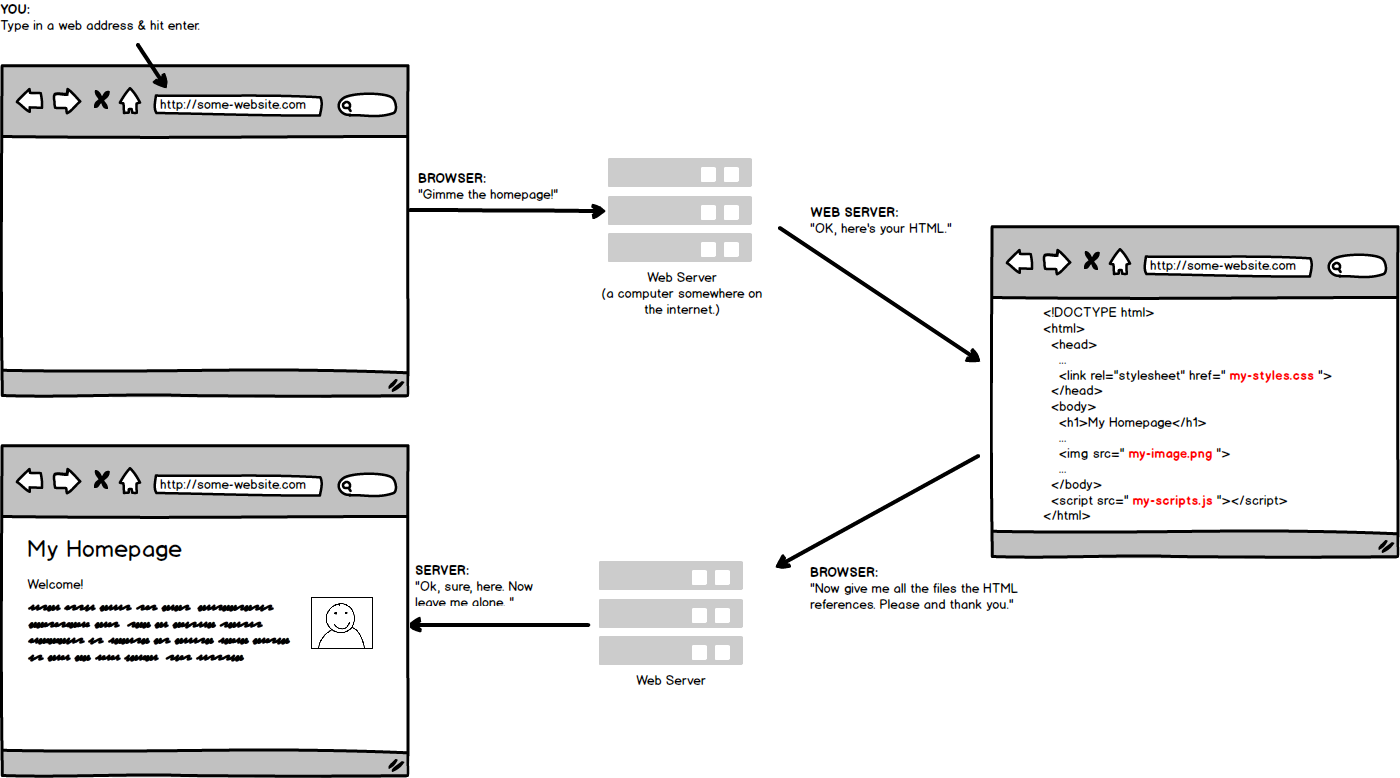 YOU:
Type in a web address & hit enter.
http://some-website.com
BROWSER:
"Gimme the homepage!"
Web Server
(a computer somewhere on
the internet.)
WEB SERVER:
"OK, here's your HTML."
http://some-website.com
<!DOCTYPE html>
<html>
<head>
...
<link rel="stylesheet" href=" my-styles.css ">
</head>
<body>
<h1>My Homepage</h1>
...
<img src=" my-image.png ">
...
</body>
<script src=" my-scripts.js "></script>
</html>
BROWSER:
"Now give me all the files the HTML
references. Please and thank you."
Web Server
SERVER:
"Ok, sure, here. Now
leave me alone. "
http://some-website.com
My Homepage
Welcome!